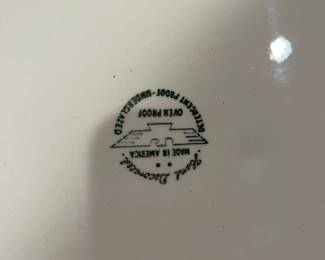 DETERGENT PROOF - UNDERGLAZED
OVEN PROOF
MADE IN AMERICA
Hand Decorated